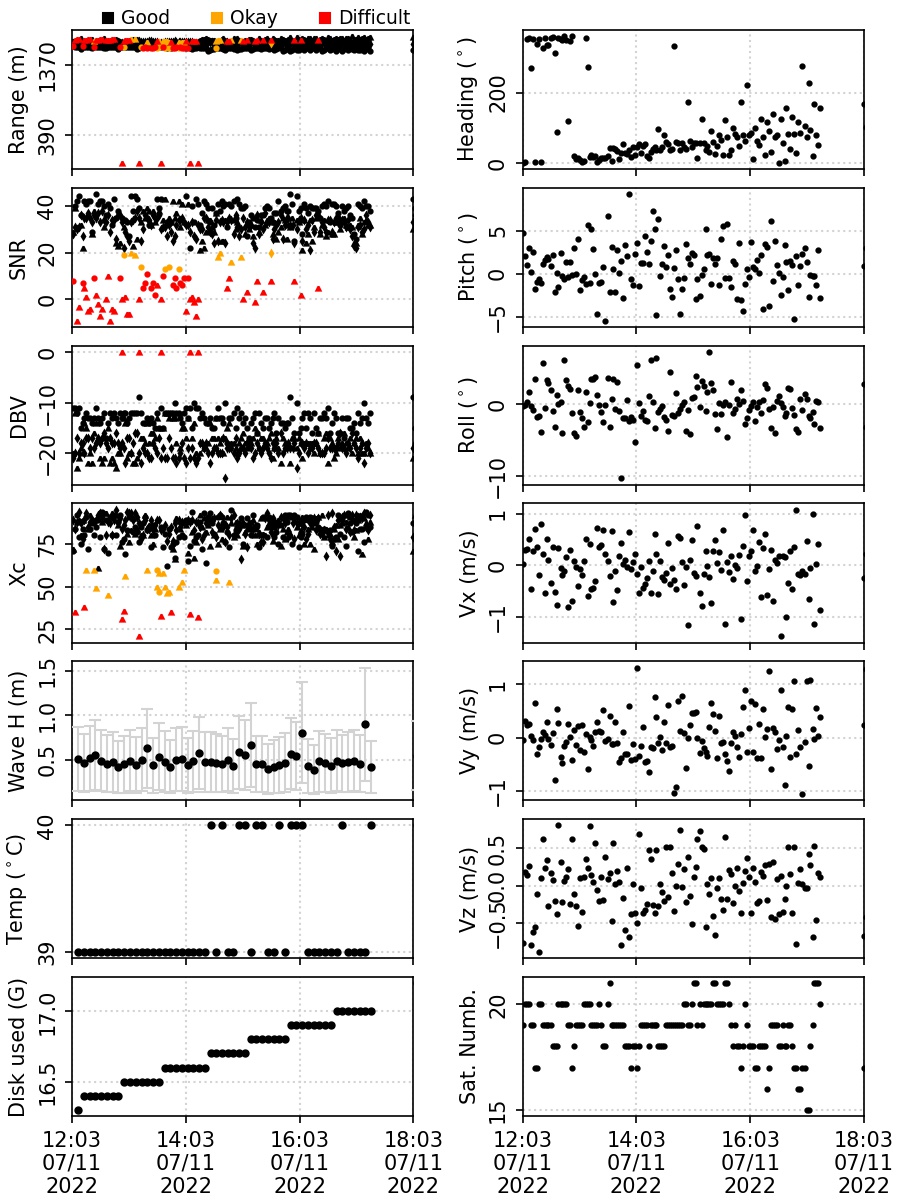 Good Okay Difficult
Range (m)
1370
390
Heading (°)
200
0
SNR
40
20
0
Pitch (°)
5
0
−5
DBV
0
−10
−20
Roll (°)
0
−10
Xc
75
50
25
Vx (m/s)
1
0
−1
Wave H (m)
1.5
1.0
0.5
Vy (m/s)
1
0
−1
Temp (°C)
40
39
Vz (m/s)
0.5
0.0
−0.5
Disk used (G)
17.0
16.5
Sat. Numb.
20
15
12:03 14:03 16:03 18:03 12:03 14:03 16:03 18:03
07/11 07/11 07/11 07/11 07/11 07/11 07/11 07/11
2022 2022 2022 2022 2022 2022 2022 2022